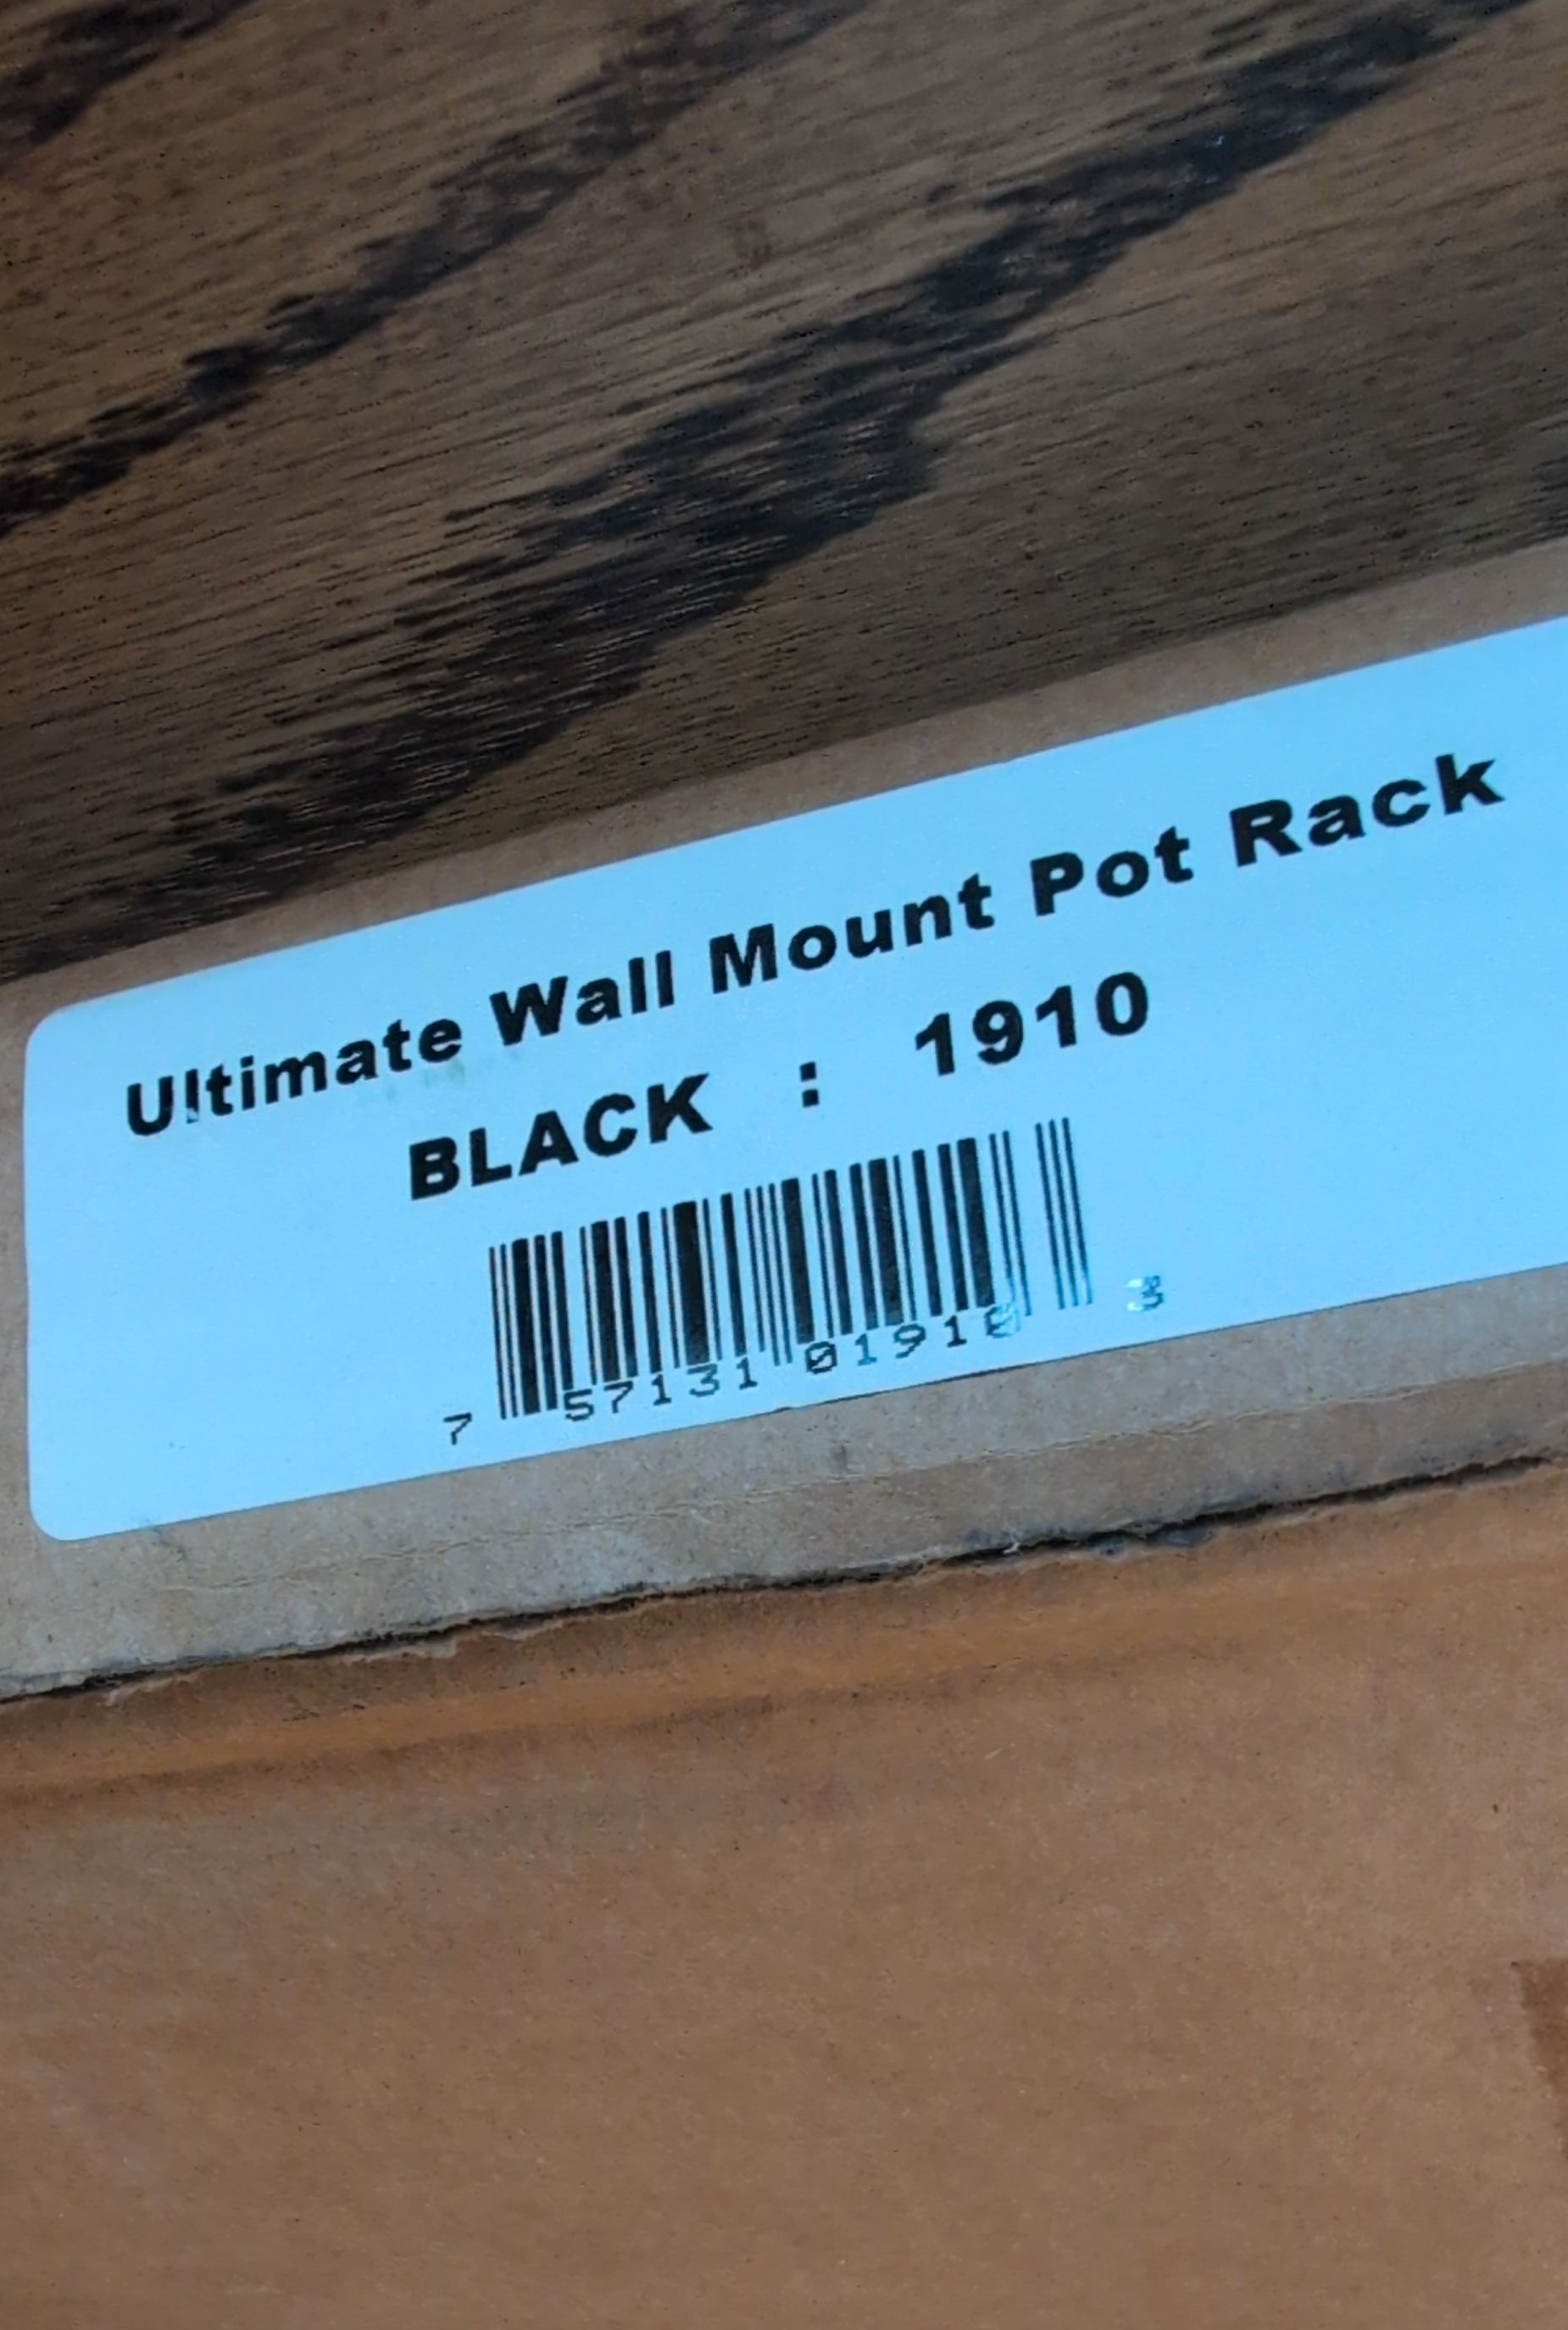 Ultimate Wall Mount Pot Rack
BLACK : 1910
7 57131 01910 3